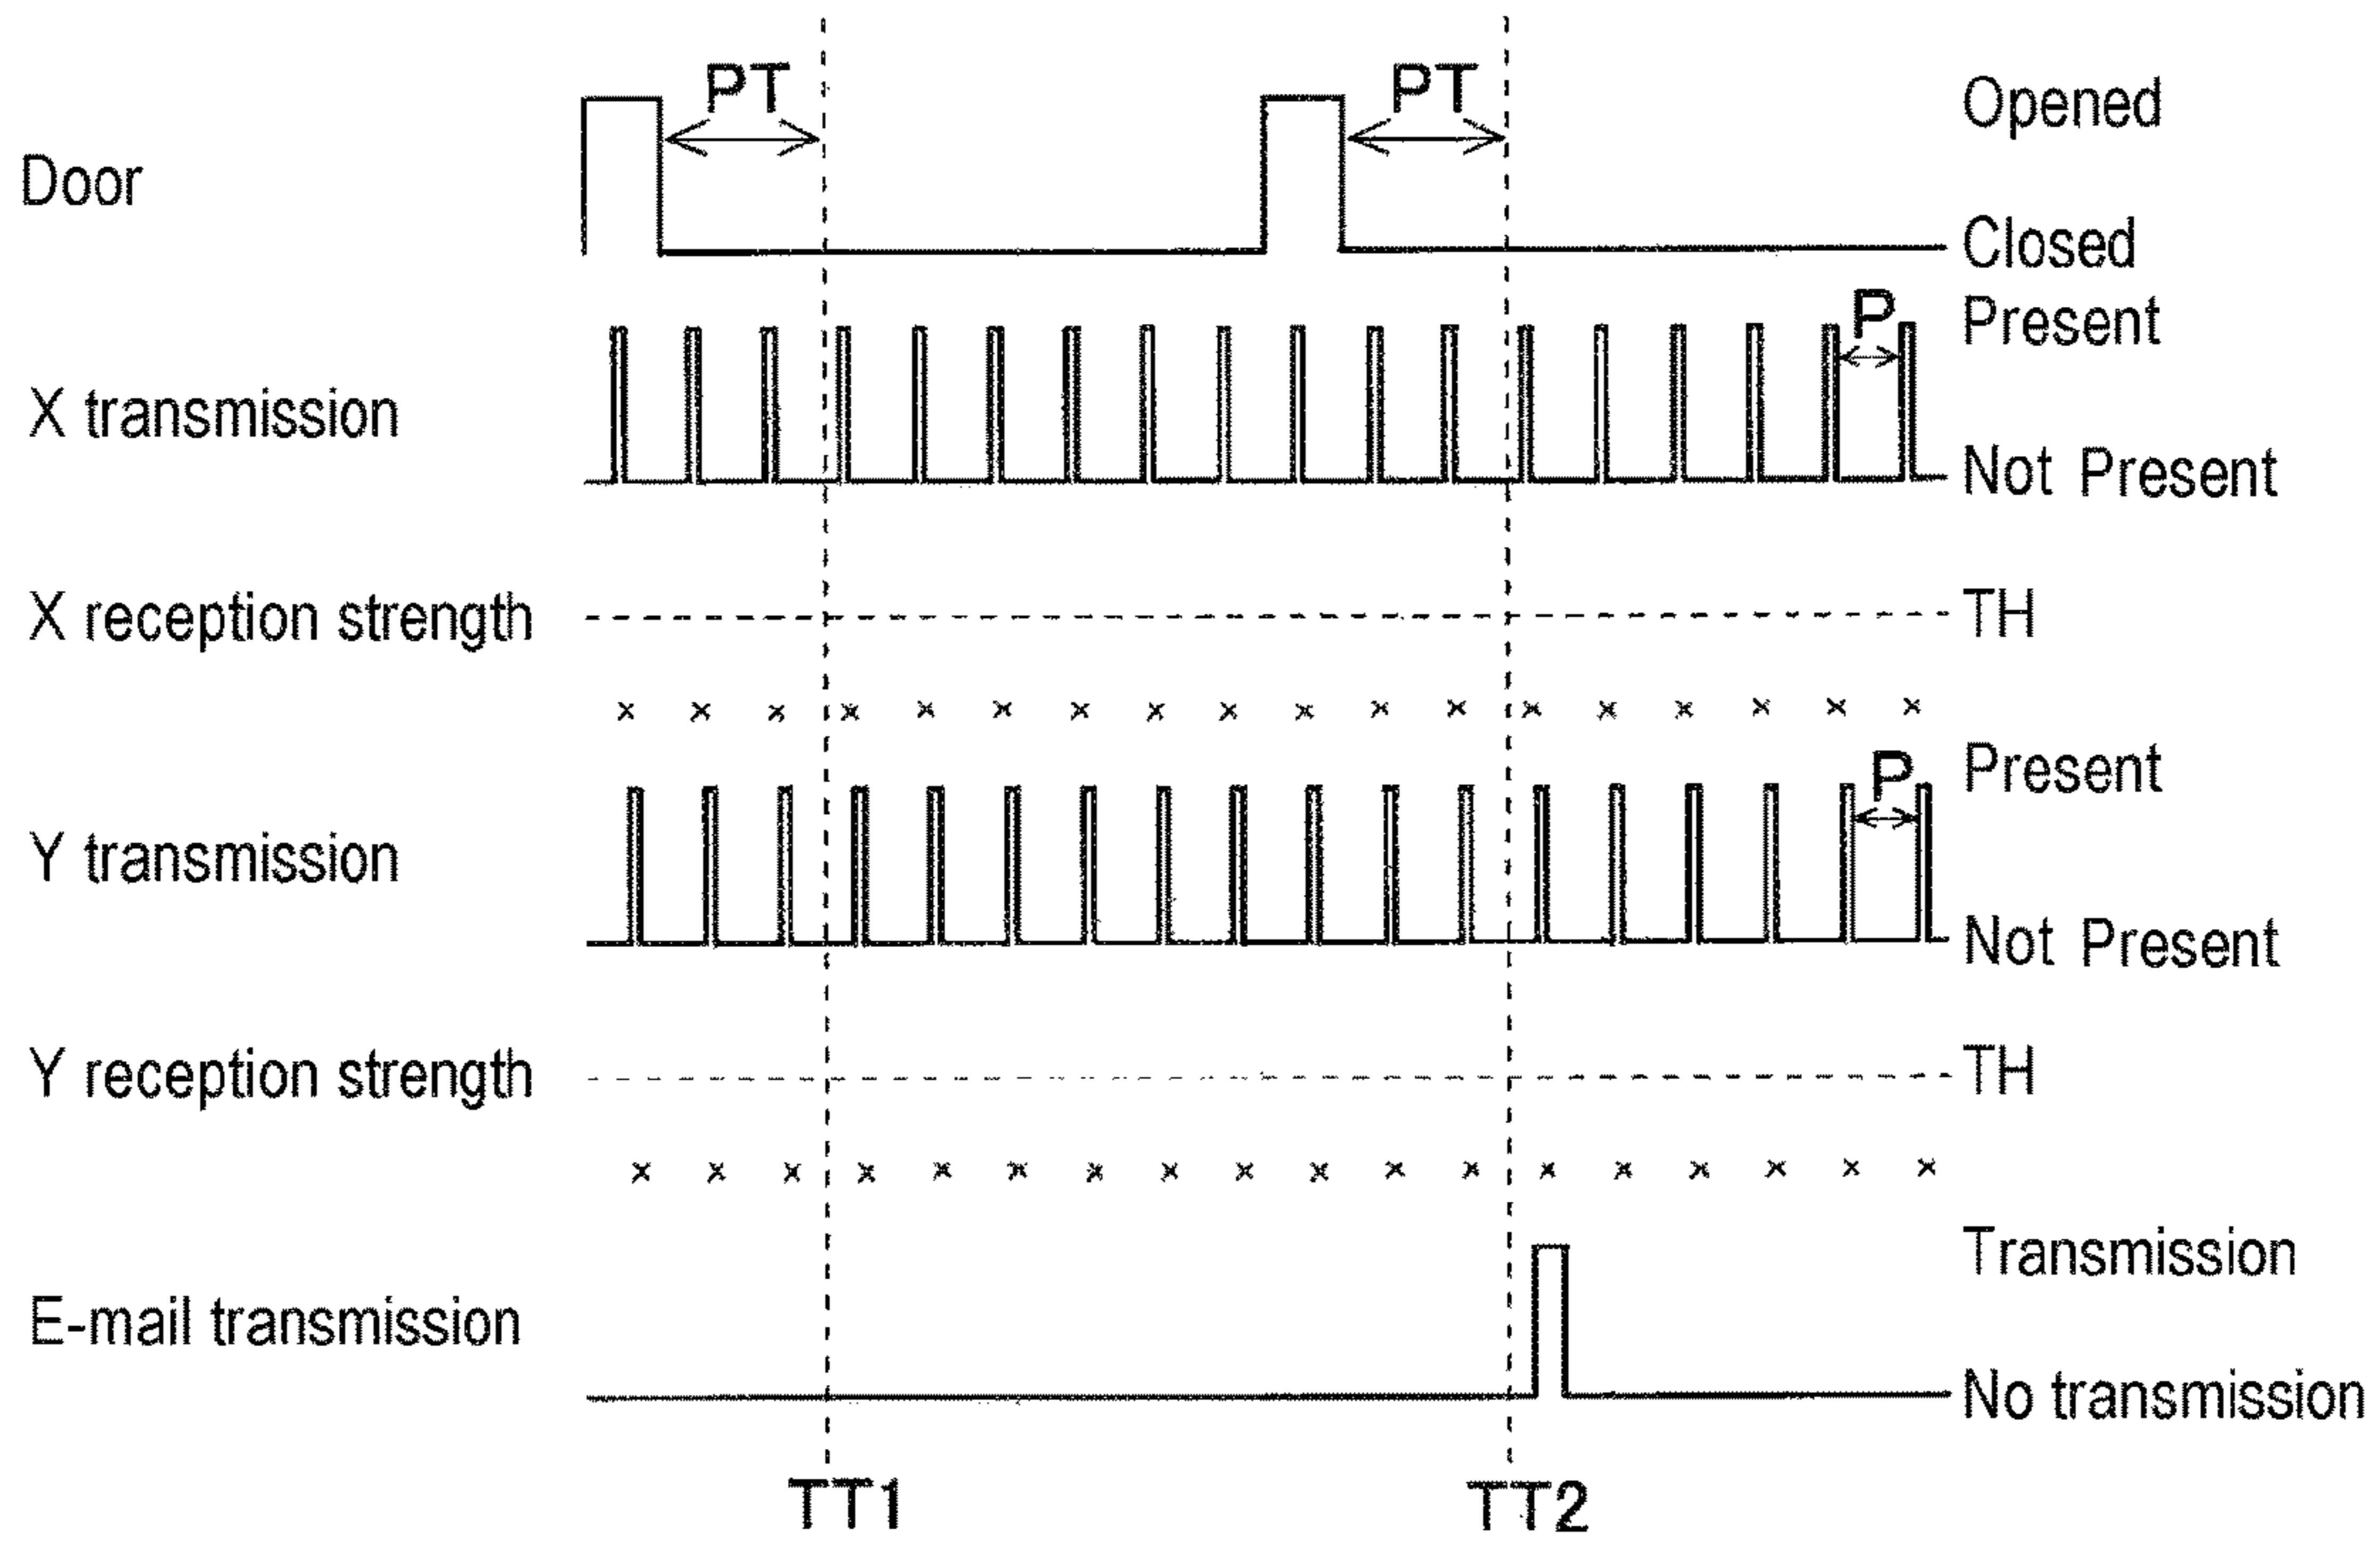 PT PT Opened
Door
Closed
P Present
X transmission
Not Present
X reception strength TH
× × × × × × × × × × × × × × × × × ×
P Present
Y transmission
Not Present
Y reception strength TH
× × × × × × × × × × × × × × × × × ×
Transmission
E-mail transmission
No transmission
TT1 TT2